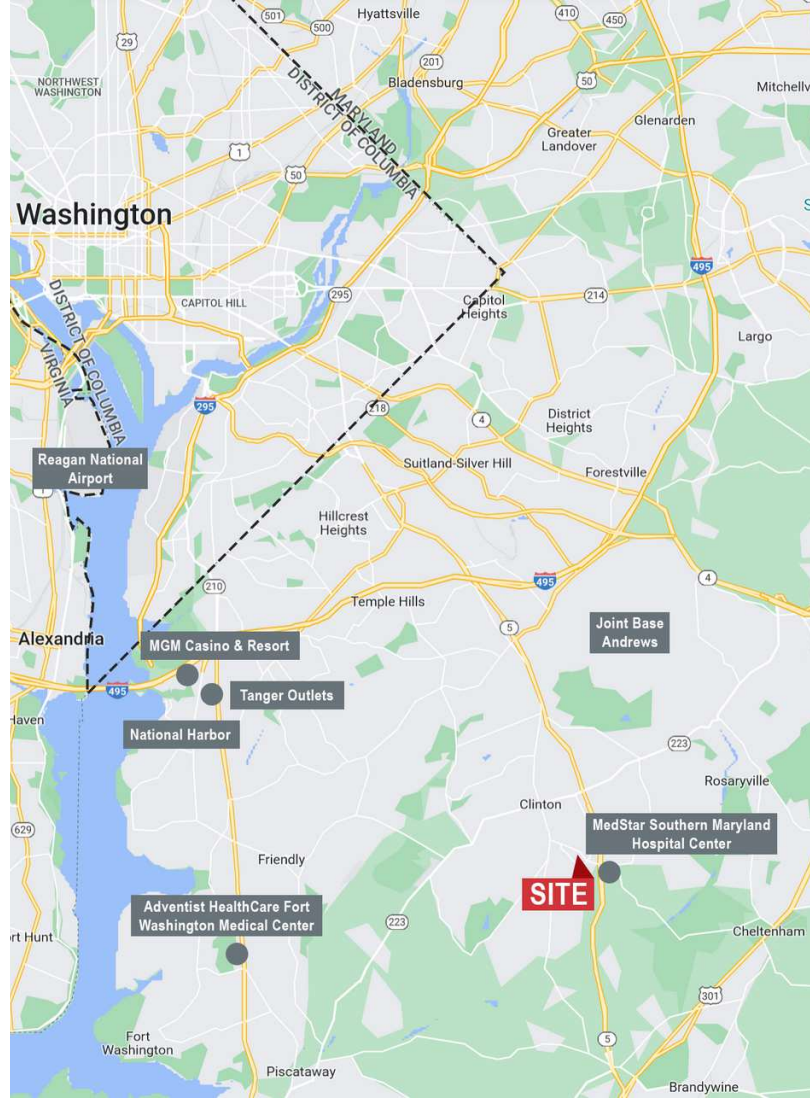 501
Hyattsville
500
410
450
29
201
50
NORTHWEST
WASHINGTON
Bladensburg
MARYLAND
DISTRICT OF COLUMBIA
Glenarden
Greater
Landover
1
50
Washington
495
295
CAPITOL HILL
Capitol
Heights
214
DISTRICT OF COLUMBIA
VIRGINIA
Largo
295
218
4
District
Heights
Reagan National
Airport
1
Suitland-Silver Hill
Forestville
Hillcrest
Heights
210
495
4
Temple Hills
5
Joint Base
Andrews
Alexandria
MGM Casino & Resort
495
Tanger Outlets
National Harbor
223
Rosaryville
Clinton
629
MedStar Southern Maryland
Hospital Center
Friendly
SITE
Adventist HealthCare Fort
Washington Medical Center
223
Cheltenham
301
Fort
Washington
5
Piscataway
Brandywine